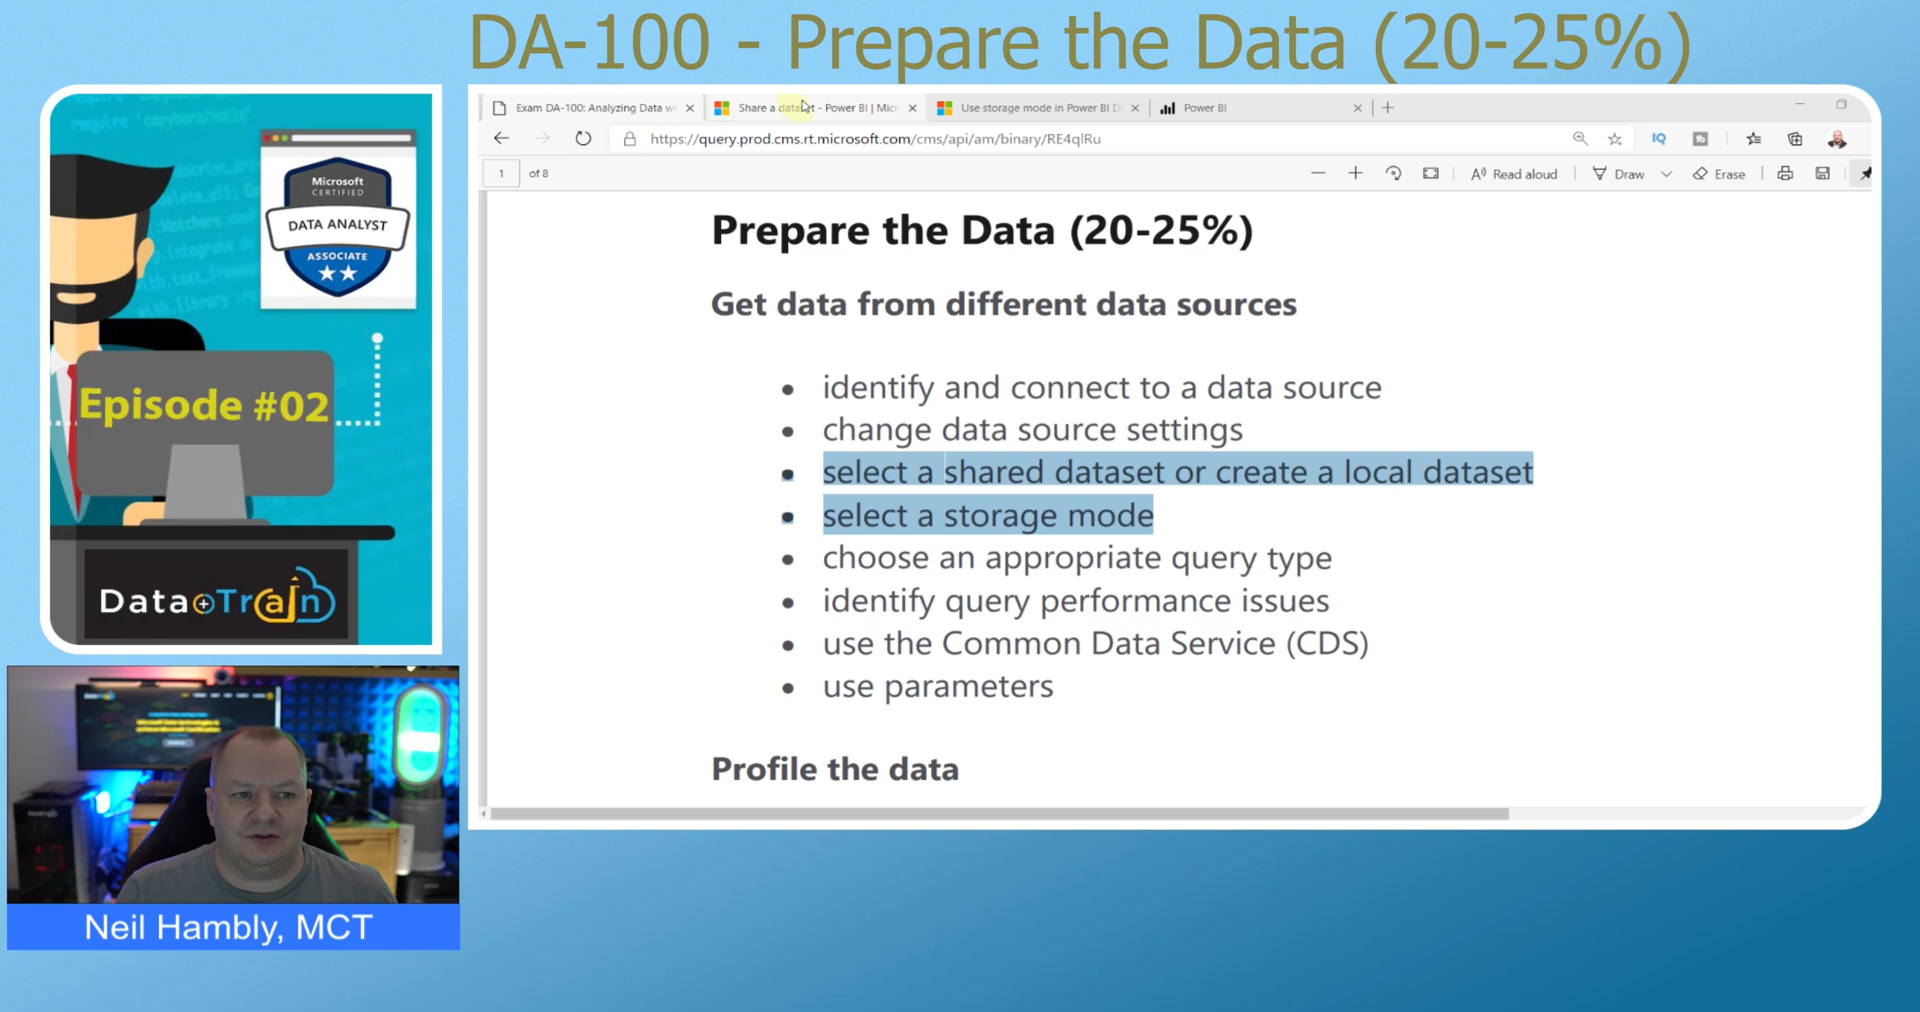 DA-100 - Prepare the Data (20-25%)
Microsoft
CERTIFIED
DATA ANALYST
ASSOCIATE
Episode #02
Data Train
Neil Hambly, MCT
Exam DA-100: Analyzing Data wi
Share a dataset - Power BI | Micr
Use storage mode in Power BI D
Power BI
https://query.prod.cms.rt.microsoft.com/cms/api/am/binary/RE4qlRu
IQ
1 of 8
Read aloud
Draw
Erase
Prepare the Data (20-25%)
Get data from different data sources
• identify and connect to a data source
• change data source settings
• select a shared dataset or create a local dataset
• select a storage mode
• choose an appropriate query type
• identify query performance issues
• use the Common Data Service (CDS)
• use parameters
Profile the data